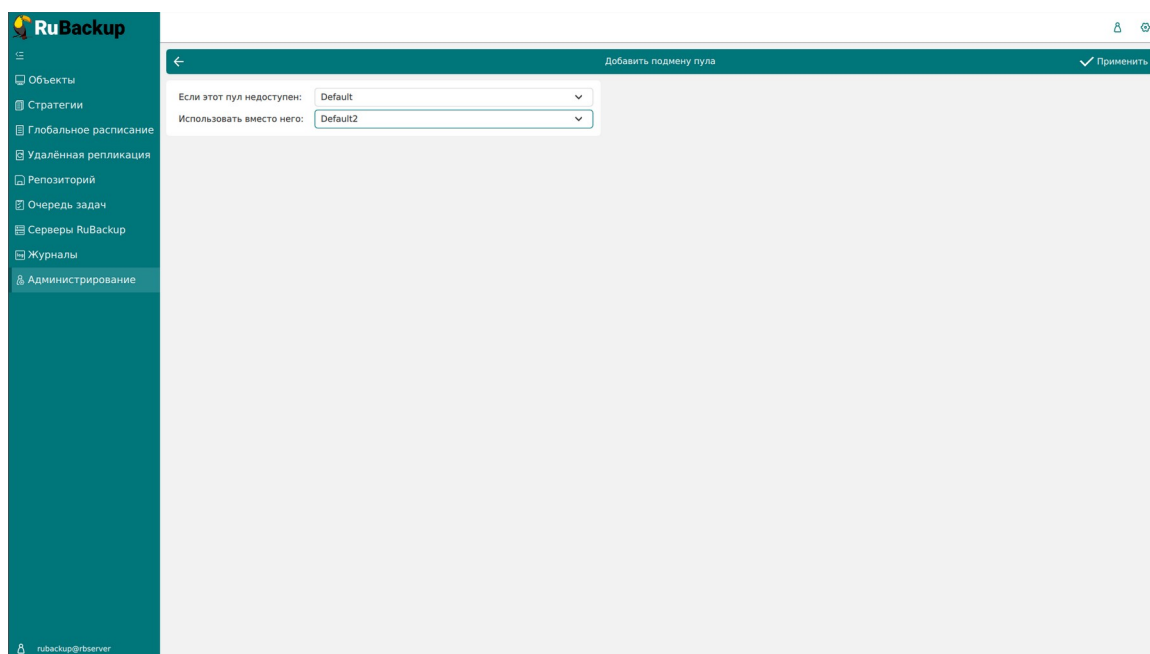 RuBackup
Добавить подмену пула
Применить
Объекты
Стратегии
Глобальное расписание
Удалённая репликация
Репозиторий
Очередь задач
Серверы RuBackup
Журналы
Администрирование
Если этот пул недоступен: Default
Использовать вместо него: Default2
rubackup@rbserver